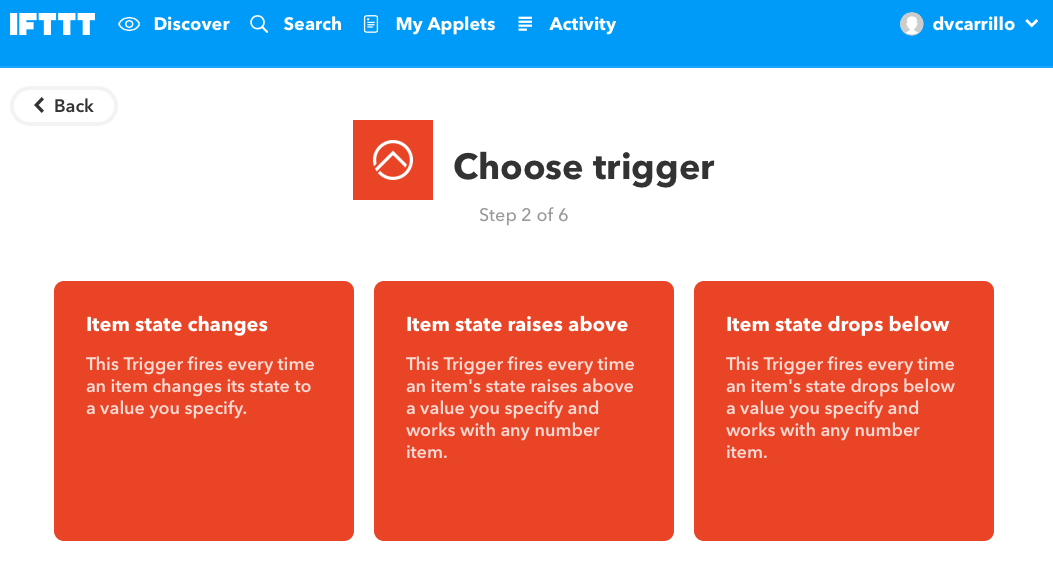 IFTTT Discover Search My Applets Activity dvcarrillo
Back
Choose trigger
Step 2 of 6
Item state changes
This Trigger fires every time
an item changes its state to
a value you specify.
Item state raises above
This Trigger fires every time
an item's state raises above
a value you specify and
works with any number
item.
Item state drops below
This Trigger fires every time
an item's state drops below
a value you specify and
works with any number
item.